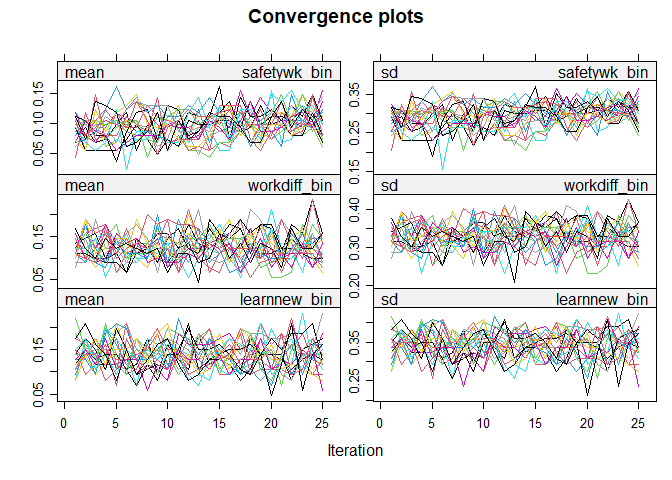 Convergence plots
mean safetywk_bin
sd safetywk_bin
0.05 0.10 0.15
0.15 0.25 0.35
mean workdiff_bin
sd workdiff_bin
0.05 0.15
0.20 0.30 0.40
mean learnnew_bin
sd learnnew_bin
0.05 0.15
0.25 0.35
0 5 10 15 20 25
0 5 10 15 20 25
Iteration